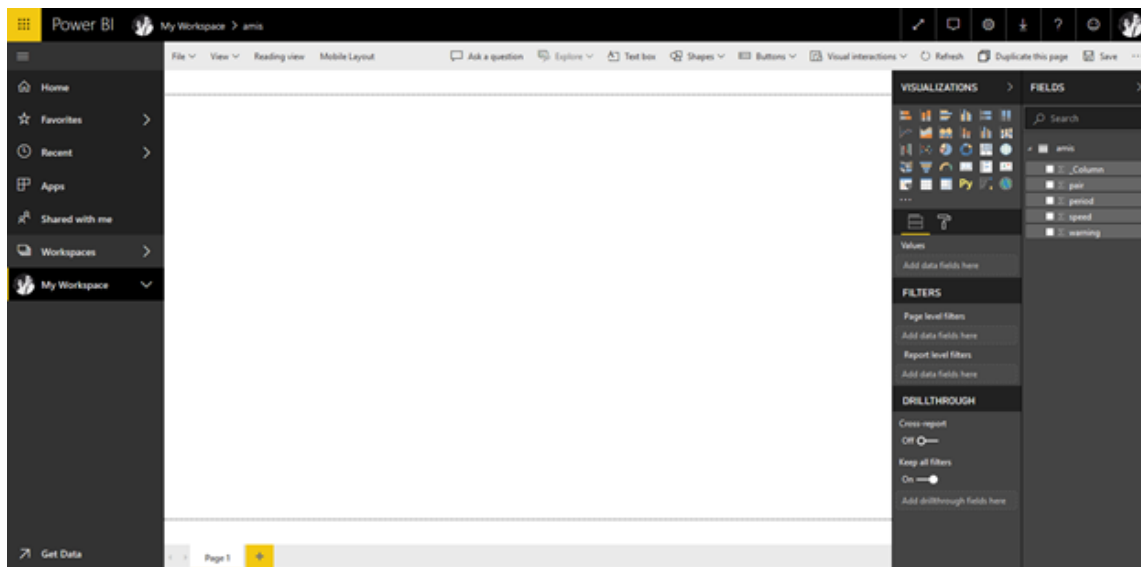 Power BI My Workspace > amis ?
File View Reading view Mobile Layout Ask a question Explore Text box Shapes Buttons Visual interactions Refresh Duplicate this page Save ...
Home
Favorites
Recent
Apps
Shared with me
Workspaces
My Workspace
Get Data
VISUALIZATIONS
Py
...
Values
Add data fields here
FILTERS
Page level filters
Add data fields here
Report level filters
Add data fields here
DRILLTHROUGH
Cross-report
Off
Keep all filters
On
Add drillthrough fields here
FIELDS
Search
amis
Σ _Column
Σ pair
Σ period
Σ speed
Σ warning
Page 1 +